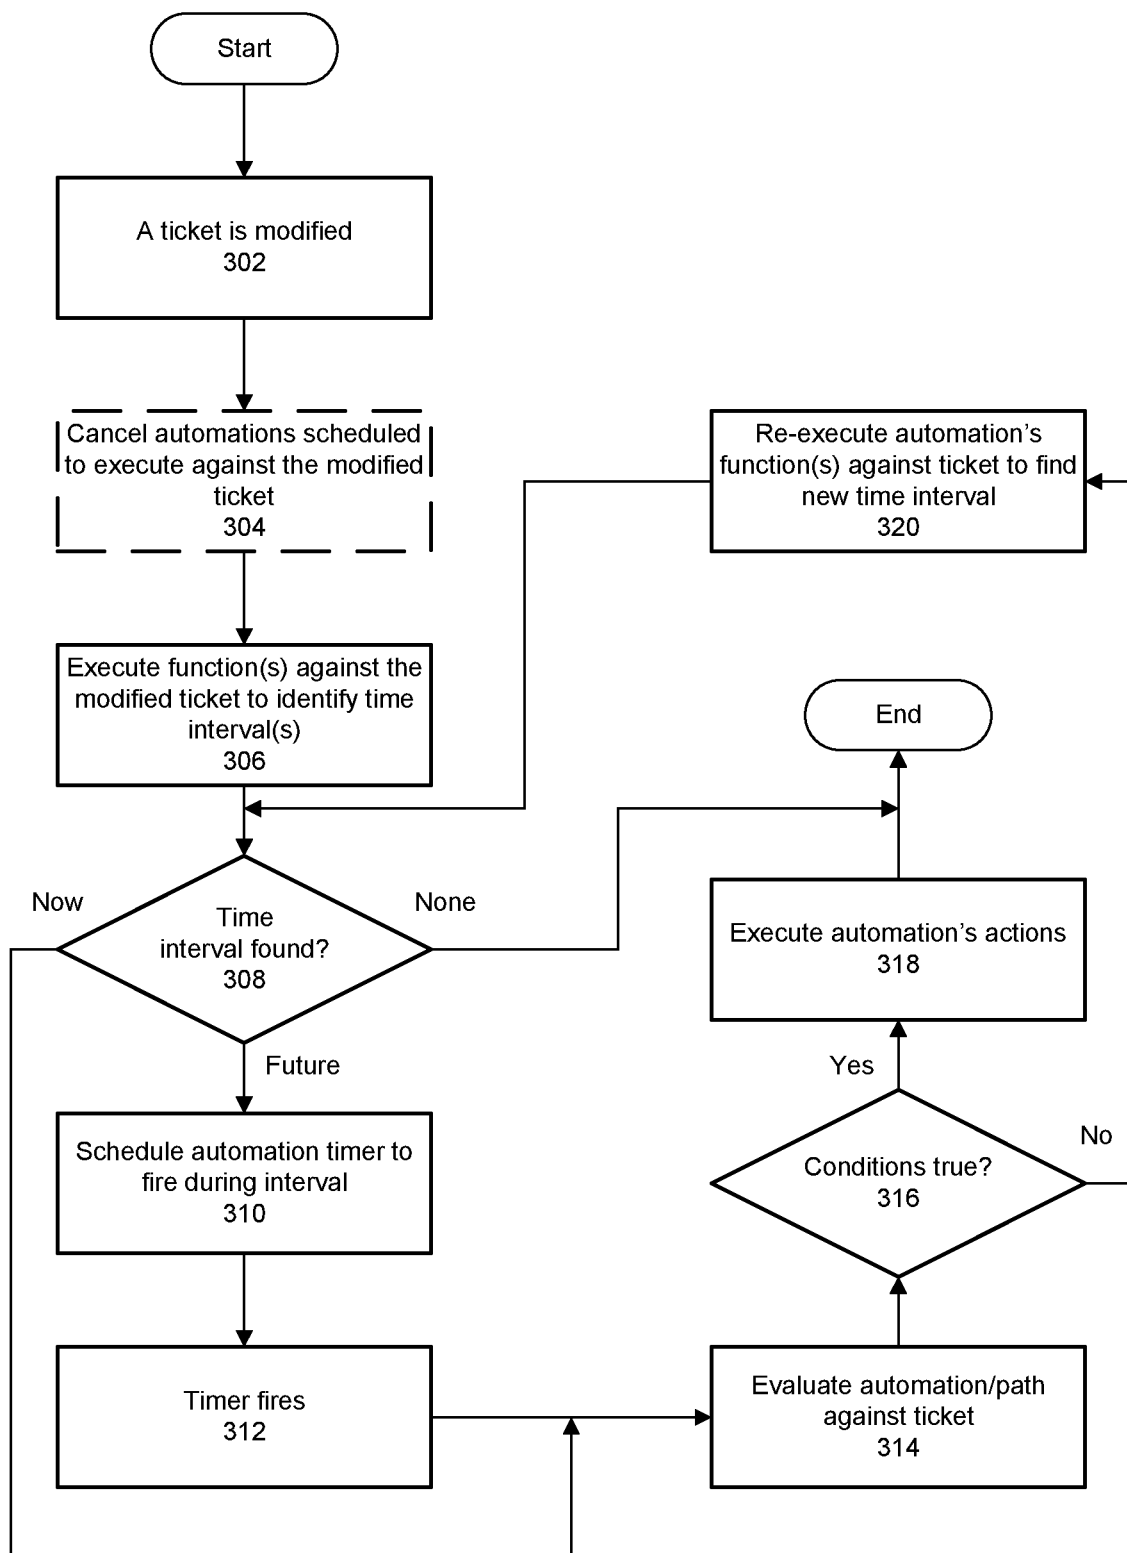 Start
A ticket is modified
302
Cancel automations scheduled
to execute against the modified
ticket
304
Re-execute automation’s
function(s) against ticket to find
new time interval
320
Execute function(s) against the
modified ticket to identify time
interval(s)
306
End
Now
Time
interval found?
308
None
Execute automation’s actions
318
Future
Yes
Schedule automation timer to
fire during interval
310
Conditions true?
316
No
Timer fires
312
Evaluate automation/path
against ticket
314